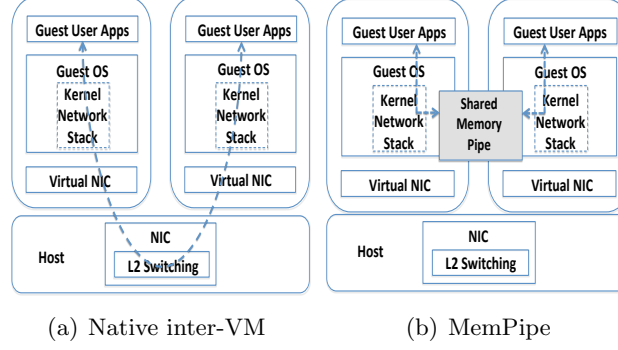 Guest User Apps
Guest OS
Kernel
Network
Stack
Virtual NIC
Guest User Apps
Guest OS
Kernel
Network
Stack
Virtual NIC
Host
NIC
L2 Switching
(a) Native inter-VM
Guest User Apps
Guest OS
Kernel
Network
Stack
Virtual NIC
Shared
Memory
Pipe
Guest User Apps
Guest OS
Kernel
Network
Stack
Virtual NIC
Host
NIC
L2 Switching
(b) MemPipe